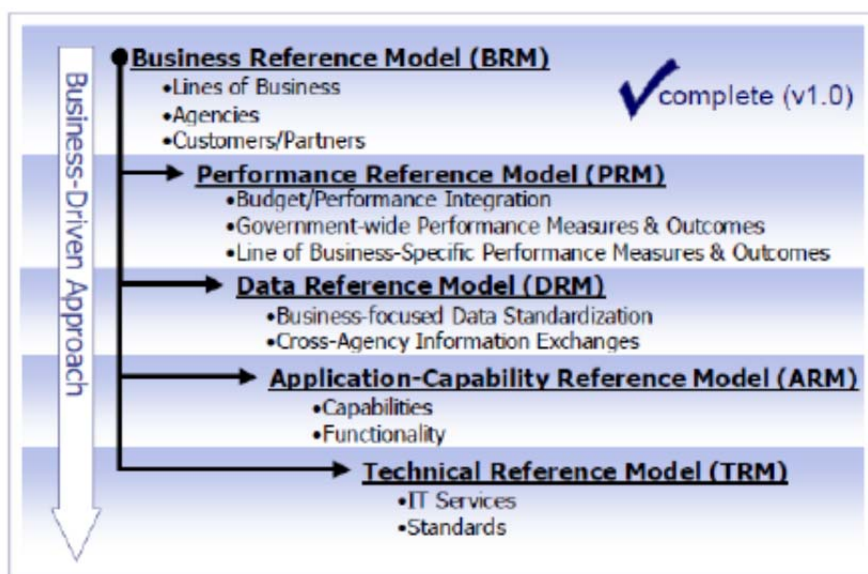 Business-Driven Approach
Business Reference Model (BRM)
•Lines of Business
•Agencies
•Customers/Partners
complete (v1.0)
Performance Reference Model (PRM)
•Budget/Performance Integration
•Government-wide Performance Measures & Outcomes
•Line of Business-Specific Performance Measures & Outcomes
Data Reference Model (DRM)
•Business-focused Data Standardization
•Cross-Agency Information Exchanges
Application-Capability Reference Model (ARM)
•Capabilities
•Functionality
Technical Reference Model (TRM)
•IT Services
•Standards